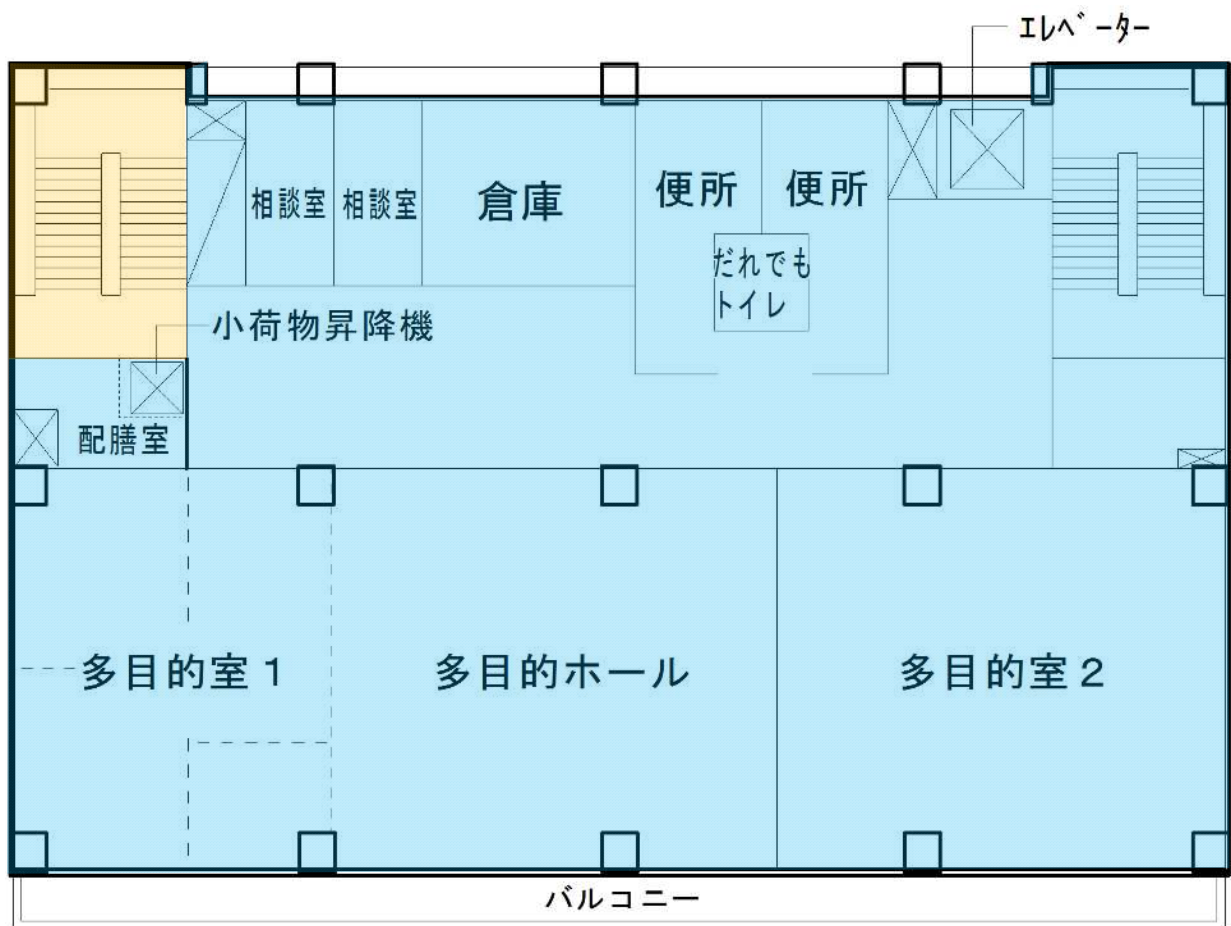 エレベーター
相談室
相談室
倉庫
便所
便所
だれでも
トイレ
小荷物昇降機
配膳室
多目的室１
多目的ホール
多目的室２
バルコニー